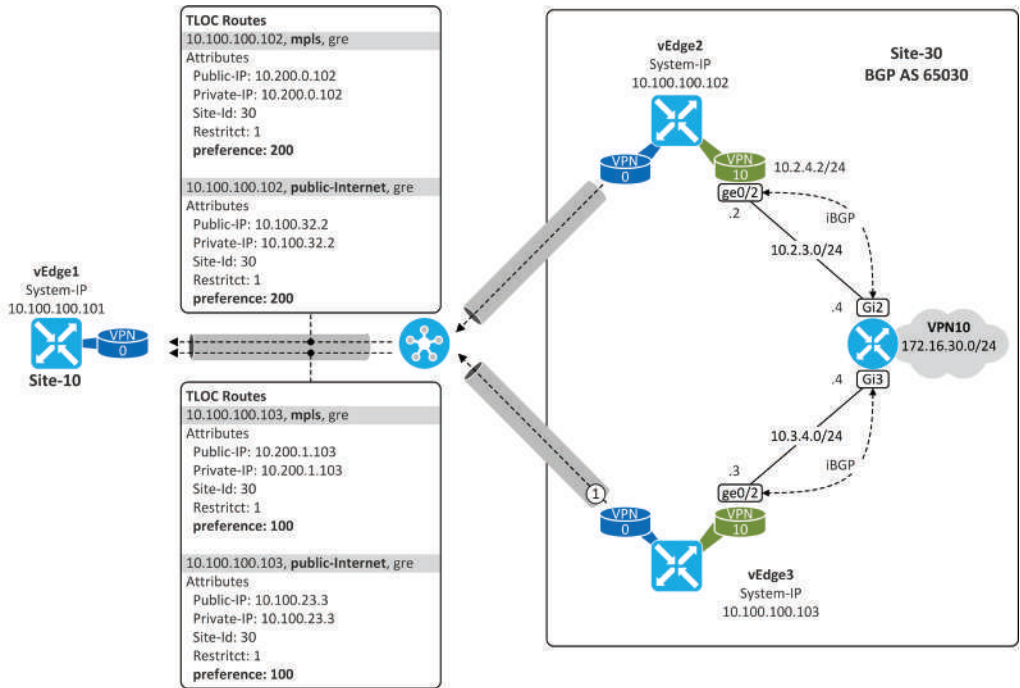 TLOC Routes
10.100.100.102, mpls, gre
Attributes
Public-IP: 10.200.0.102
Private-IP: 10.200.0.102
Site-Id: 30
Restritct: 1
preference: 200
10.100.100.102, public-Internet, gre
Attributes
Public-IP: 10.100.32.2
Private-IP: 10.100.32.2
Site-Id: 30
Restritct: 1
preference: 200
vEdge1
System-IP
10.100.100.101
VPN
0
Site-10
TLOC Routes
10.100.100.103, mpls, gre
Attributes
Public-IP: 10.200.1.103
Private-IP: 10.200.1.103
Site-Id: 30
Restritct: 1
preference: 100
10.100.100.103, public-Internet, gre
Attributes
Public-IP: 10.100.23.3
Private-IP: 10.100.23.3
Site-Id: 30
Restritct: 1
preference: 100
Site-30
BGP AS 65030
vEdge2
System-IP
10.100.100.102
VPN
0
VPN
10
10.2.4.2/24
ge0/2
.2
iBGP
10.2.3.0/24
.4
Gi2
VPN10
172.16.30.0/24
.4
Gi3
10.3.4.0/24
iBGP
.3
ge0/2
1
VPN
0
VPN
10
vEdge3
System-IP
10.100.100.103